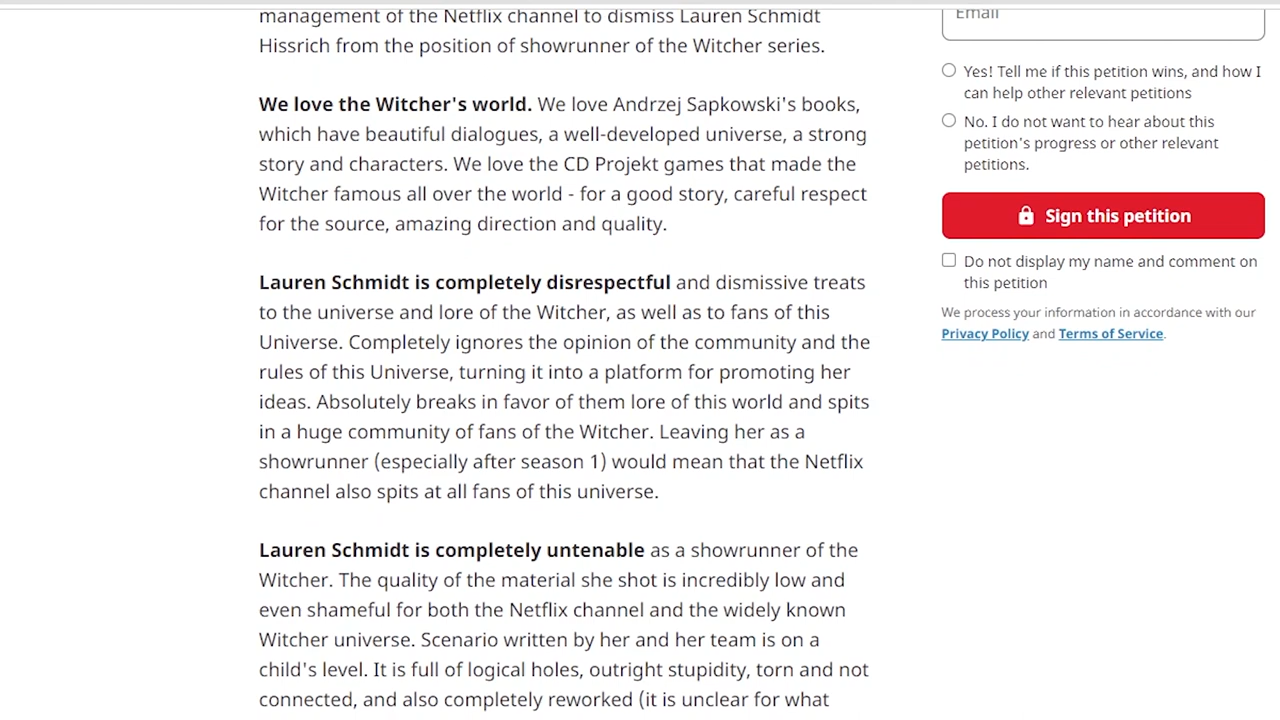 management of the Netflix channel to dismiss Lauren Schmidt
Hissrich from the position of showrunner of the Witcher series.
We love the Witcher's world. We love Andrzej Sapkowski's books,
which have beautiful dialogues, a well-developed universe, a strong
story and characters. We love the CD Projekt games that made the
Witcher famous all over the world - for a good story, careful respect
for the source, amazing direction and quality.
Lauren Schmidt is completely disrespectful and dismissive treats
to the universe and lore of the Witcher, as well as to fans of this
Universe. Completely ignores the opinion of the community and the
rules of this Universe, turning it into a platform for promoting her
ideas. Absolutely breaks in favor of them lore of this world and spits
in a huge community of fans of the Witcher. Leaving her as a
showrunner (especially after season 1) would mean that the Netflix
channel also spits at all fans of this universe.
Lauren Schmidt is completely untenable as a showrunner of the
Witcher. The quality of the material she shot is incredibly low and
even shameful for both the Netflix channel and the widely known
Witcher universe. Scenario written by her and her team is on a
child's level. It is full of logical holes, outright stupidity, torn and not
connected, and also completely reworked (it is unclear for what
Email
Yes! Tell me if this petition wins, and how I
can help other relevant petitions
No. I do not want to hear about this
petition's progress or other relevant
petitions.
Sign this petition
Do not display my name and comment on
this petition
We process your information in accordance with our
Privacy Policy and Terms of Service.